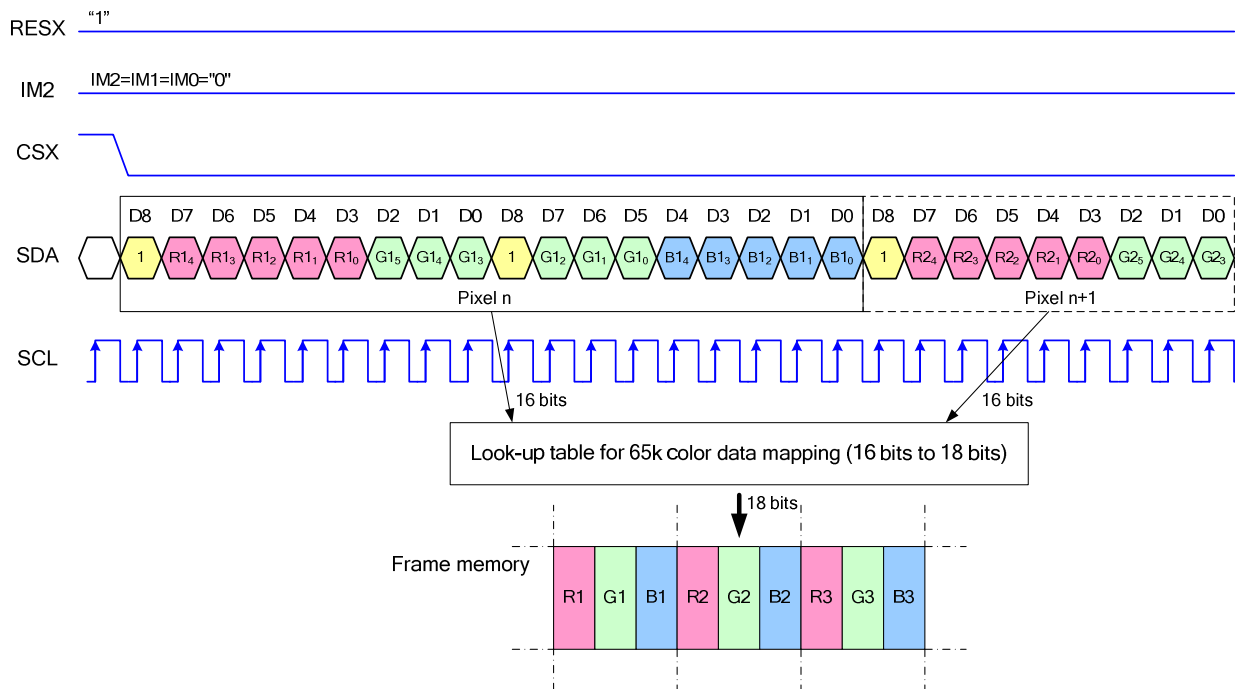 RESX “1”
IM2 IM2=IM1=IM0="0"
CSX
D8 D7 D6 D5 D4 D3 D2 D1 D0 D8 D7 D6 D5 D4 D3 D2 D1 D0 D8 D7 D6 D5 D4 D3 D2 D1 D0
SDA 1 R1₄ R1₃ R1₂ R1₁ R1₀ G1₅ G1₄ G1₃ 1 G1₂ G1₁ G1₀ B1₄ B1₃ B1₂ B1₁ B1₀ 1 R2₄ R2₃ R2₂ R2₁ R2₀ G2₅ G2₄ G2₃
Pixel n Pixel n+1
SCL
16 bits 16 bits
Look-up table for 65k color data mapping (16 bits to 18 bits)
18 bits
Frame memory
R1 G1 B1 R2 G2 B2 R3 G3 B3